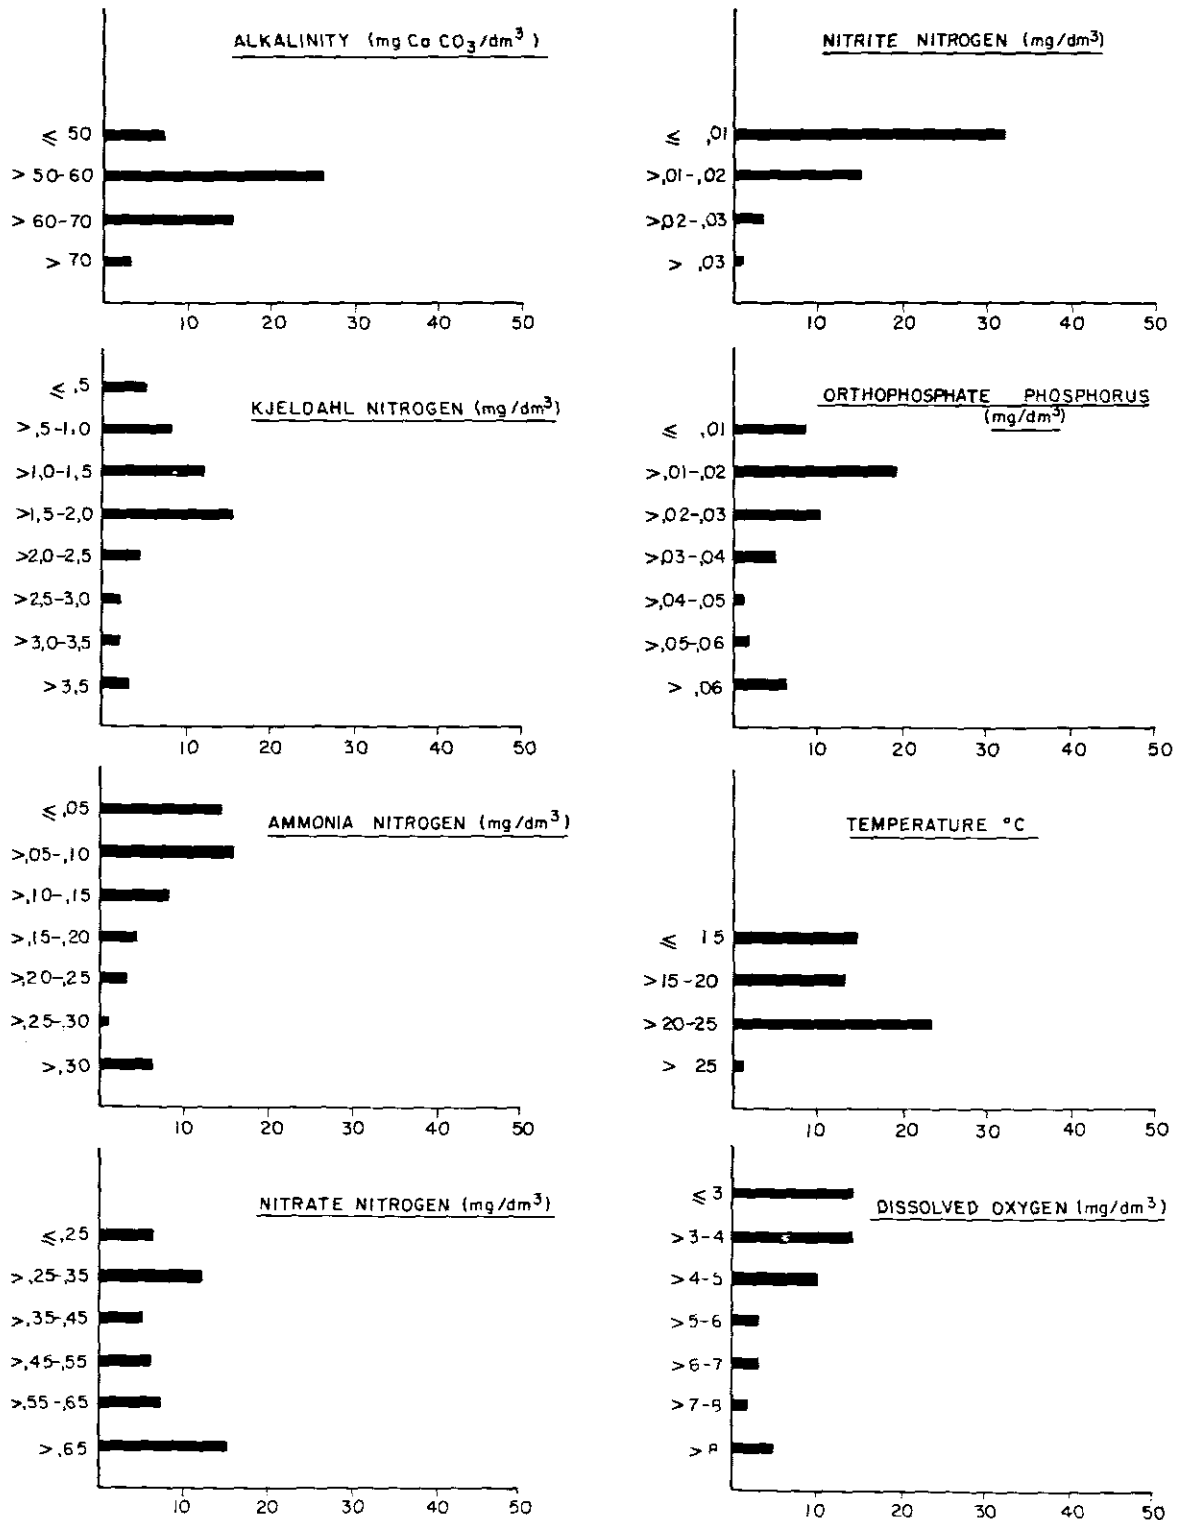 ALKALINITY (mg Ca CO3/dm3)
≤ 50
> 50-60
> 60-70
> 70
10 20 30 40 50
NITRITE NITROGEN (mg/dm3)
≤ ,01
>,01-,02
>,02-,03
> ,03
10 20 30 40 50
KJELDAHL NITROGEN (mg/dm3)
≤ ,5
>,5-1,0
>1,0-1,5
>1,5-2,0
>2,0-2,5
>2,5-3,0
>3,0-3,5
>3,5
10 20 30 40 50
ORTHOPHOSPHATE PHOSPHORUS
(mg/dm3)
≤ ,01
>,01-,02
>,02-,03
>,03-,04
>,04-,05
>,05-,06
> ,06
10 20 30 40 50
AMMONIA NITROGEN (mg/dm3)
≤,05
>,05-,10
>,10-,15
>,15-,20
>,20-,25
>,25-,30
>,30
10 20 30 40 50
TEMPERATURE °C
≤ 15
>15-20
>20-25
> 25
10 20 30 40 50
NITRATE NITROGEN (mg/dm3)
≤,25
>,25-,35
>,35-,45
>,45-,55
>,55-,65
>,65
10 20 30 40 50
DISSOLVED OXYGEN (mg/dm3)
≤ 3
>3-4
>4-5
>5-6
>6-7
>7-8
>8
10 20 30 40 50